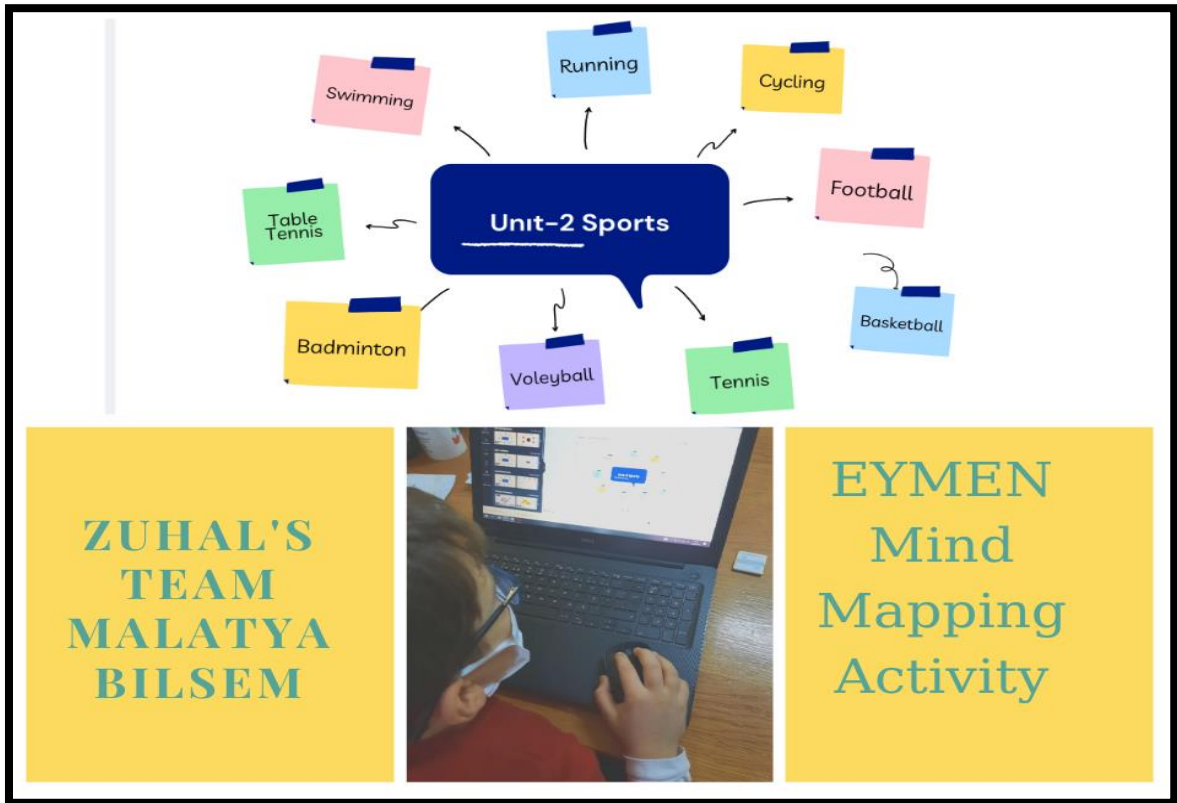 Running
Cycling
Swimming
Football
Table
Tennis
Unıt-2 Sports
Basketball
Badminton
Voleyball
Tennis
ZUHAL'S
TEAM
MALATYA
BILSEM
EYMEN
Mind
Mapping
Activity